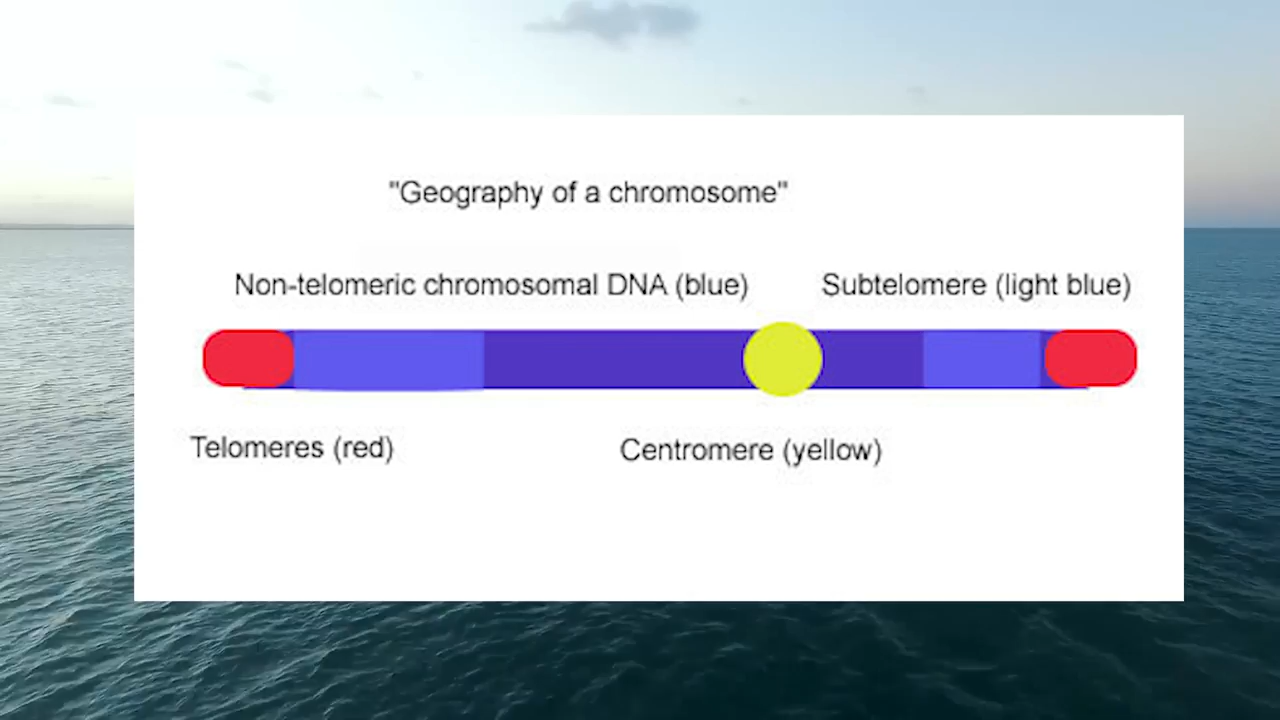 "Geography of a chromosome"
Non-telomeric chromosomal DNA (blue)
Subtelomere (light blue)
Telomeres (red)
Centromere (yellow)